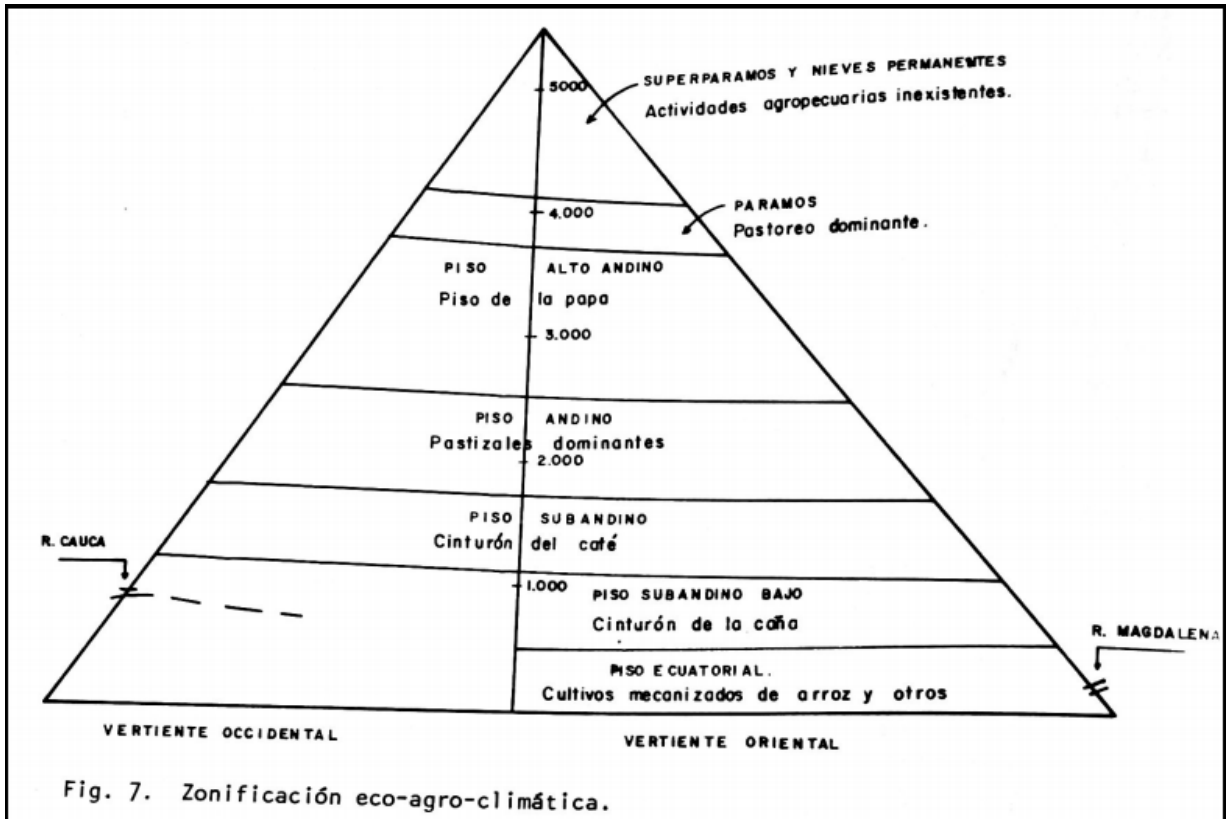 5000
SUPERPARAMOS Y NIEVES PERMANENTES
Actividades agropecuarias inexistentes.
4.000
PARAMOS
Pastoreo dominante.
PISO ALTO ANDINO
Piso de la papa
3.000
PISO ANDINO
Pastizales dominantes
2.000
PISO SUBANDINO
Cinturón del café
R. CAUCA
1.000
PISO SUBANDINO BAJO
Cinturón de la caña
R. MAGDALENA
PISO ECUATORIAL.
Cultivos mecanizados de arroz y otros
VERTIENTE OCCIDENTAL
VERTIENTE ORIENTAL
Fig. 7. Zonificación eco-agro-climática.